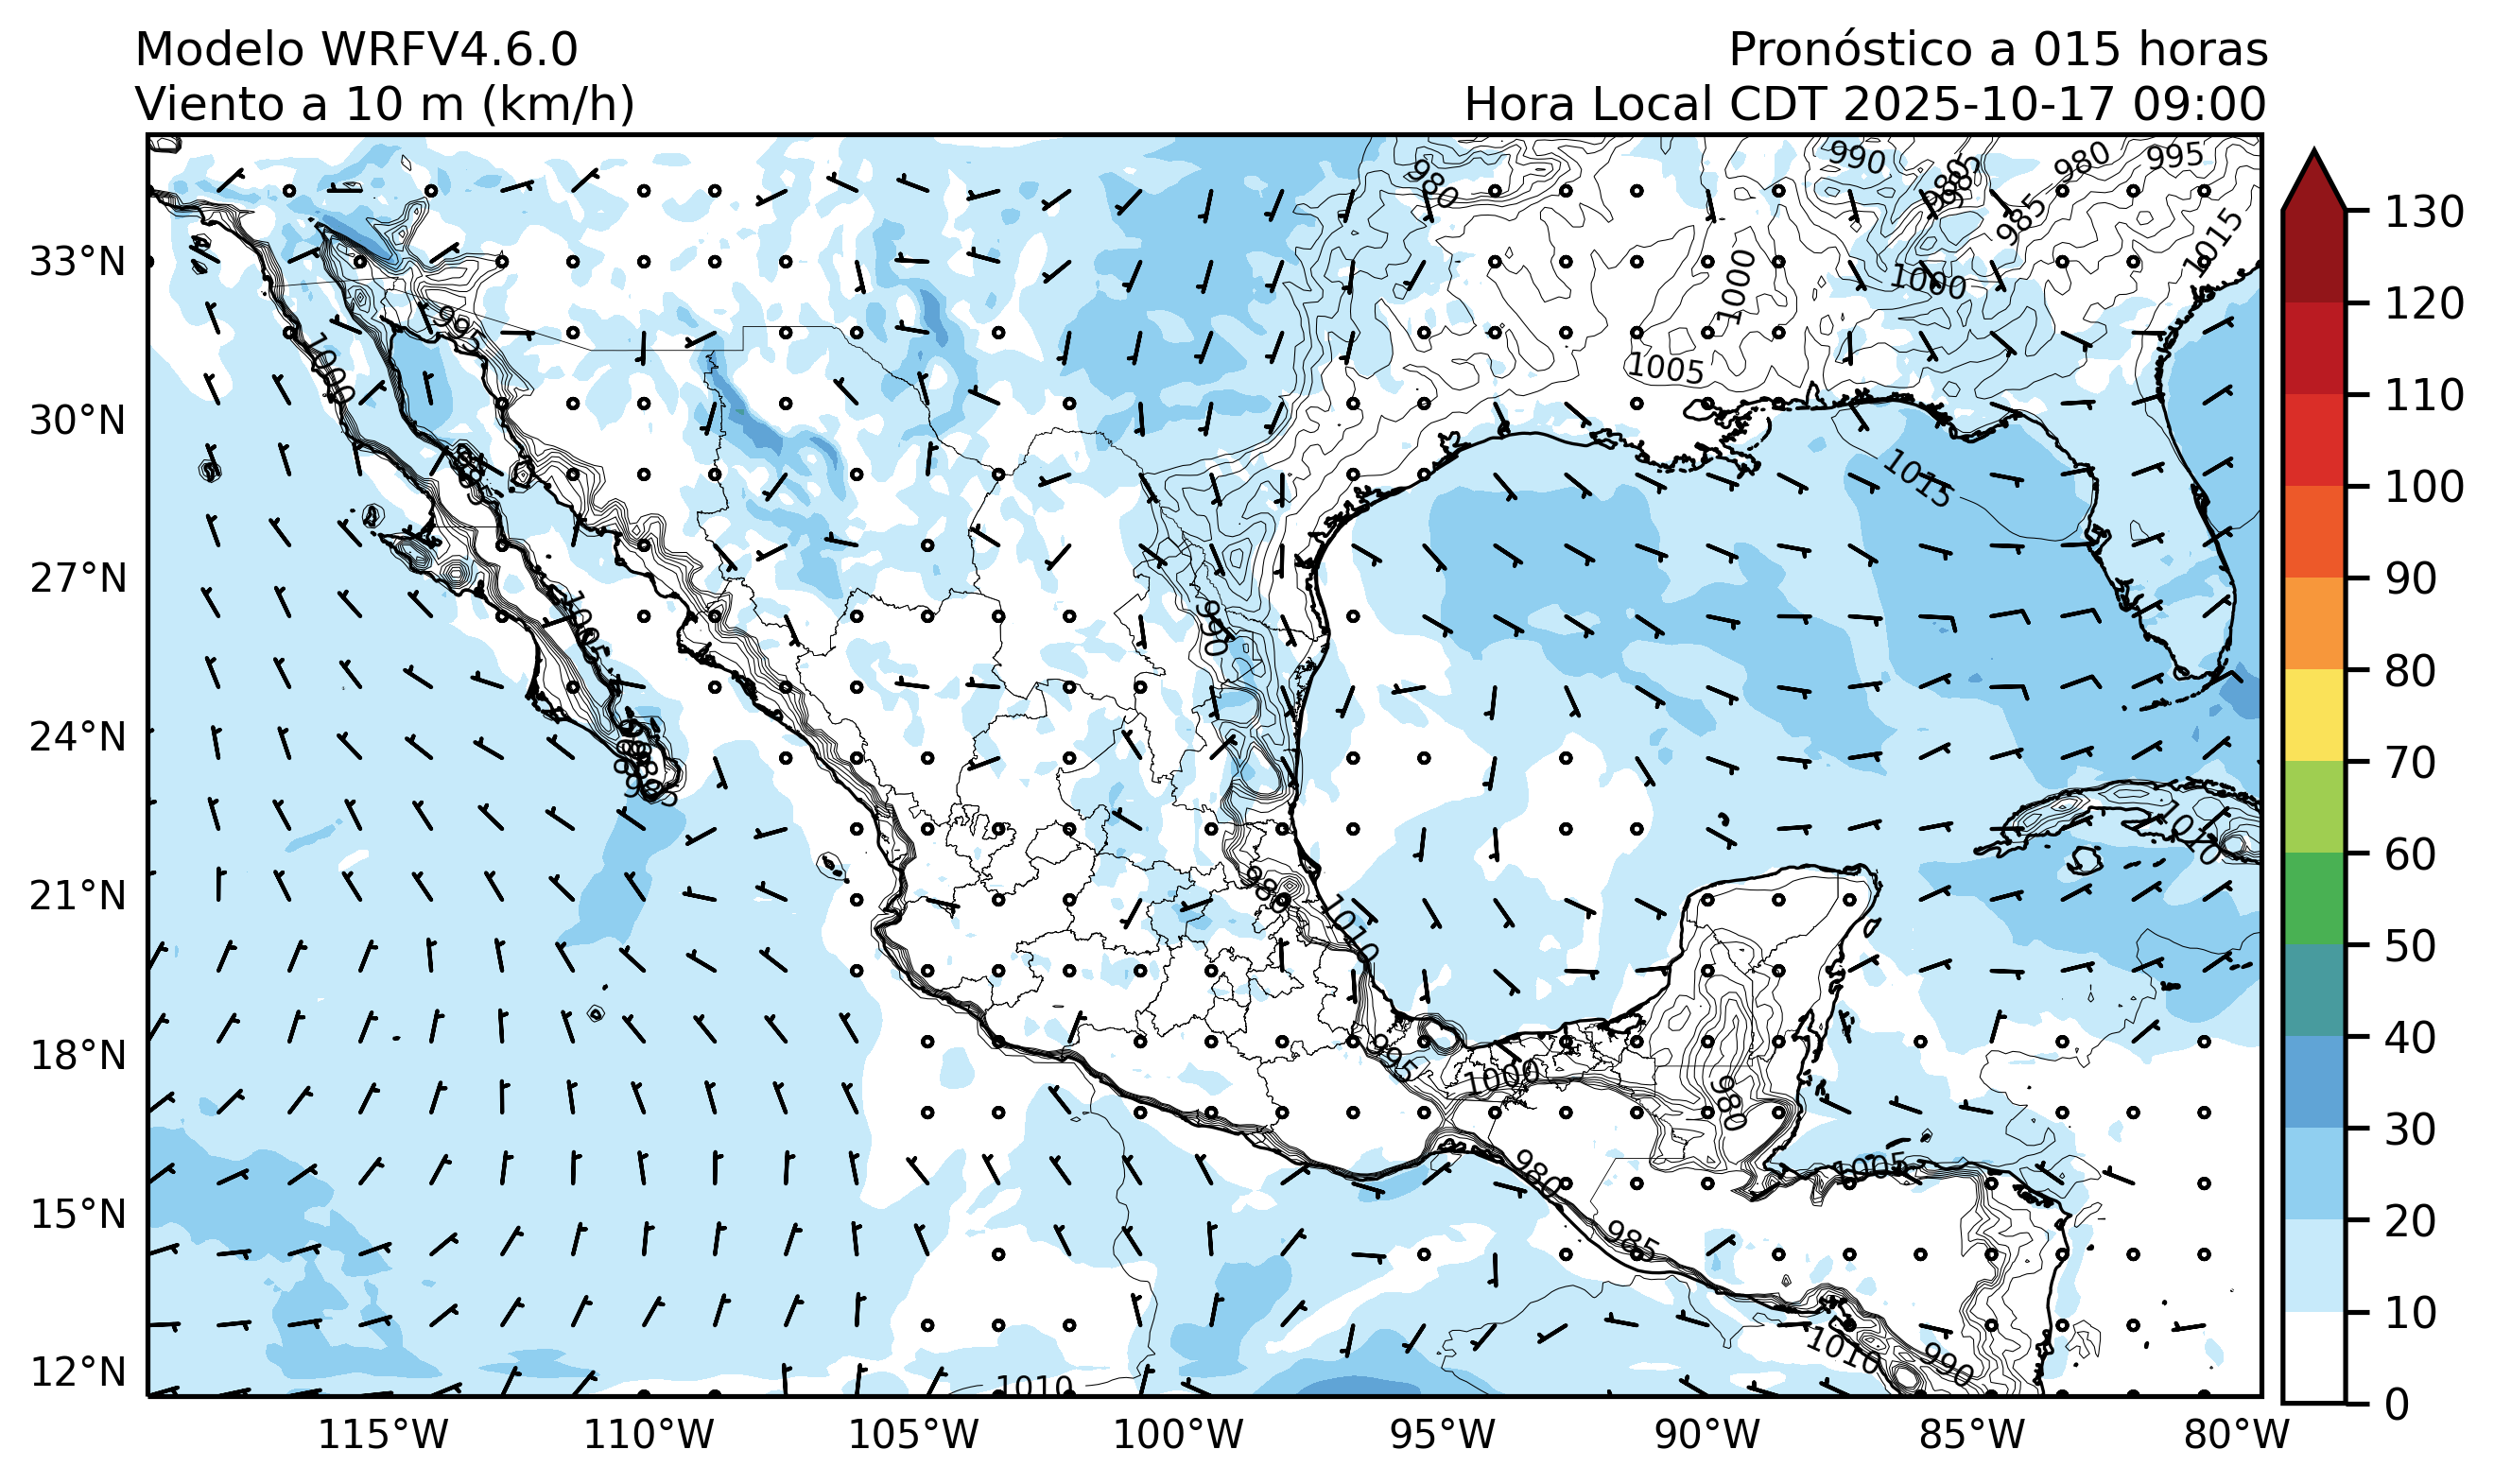 Modelo WRFV4.6.0
Pronóstico a 015 horas
Viento a 10 m (km/h)
Hora Local CDT 2025-10-17 09:00
980
990
985
985
980
995
985
1015
1000
1000
995
1000
1005
1015
990
1005
985
1010
980
1010
995
1000
980
1005
980
985
1010
990
1010
33°N
30°N
27°N
24°N
21°N
18°N
15°N
12°N
115°W
110°W
105°W
100°W
95°W
90°W
85°W
80°W
130
120
110
100
90
80
70
60
50
40
30
20
10
0